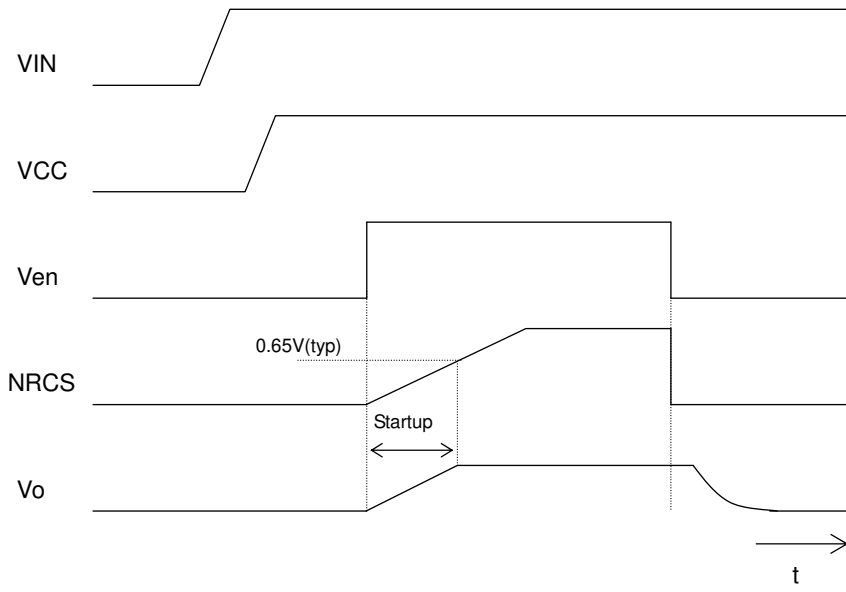 VIN
VCC
Ven
0.65V(typ)
NRCS
Startup
Vo
t